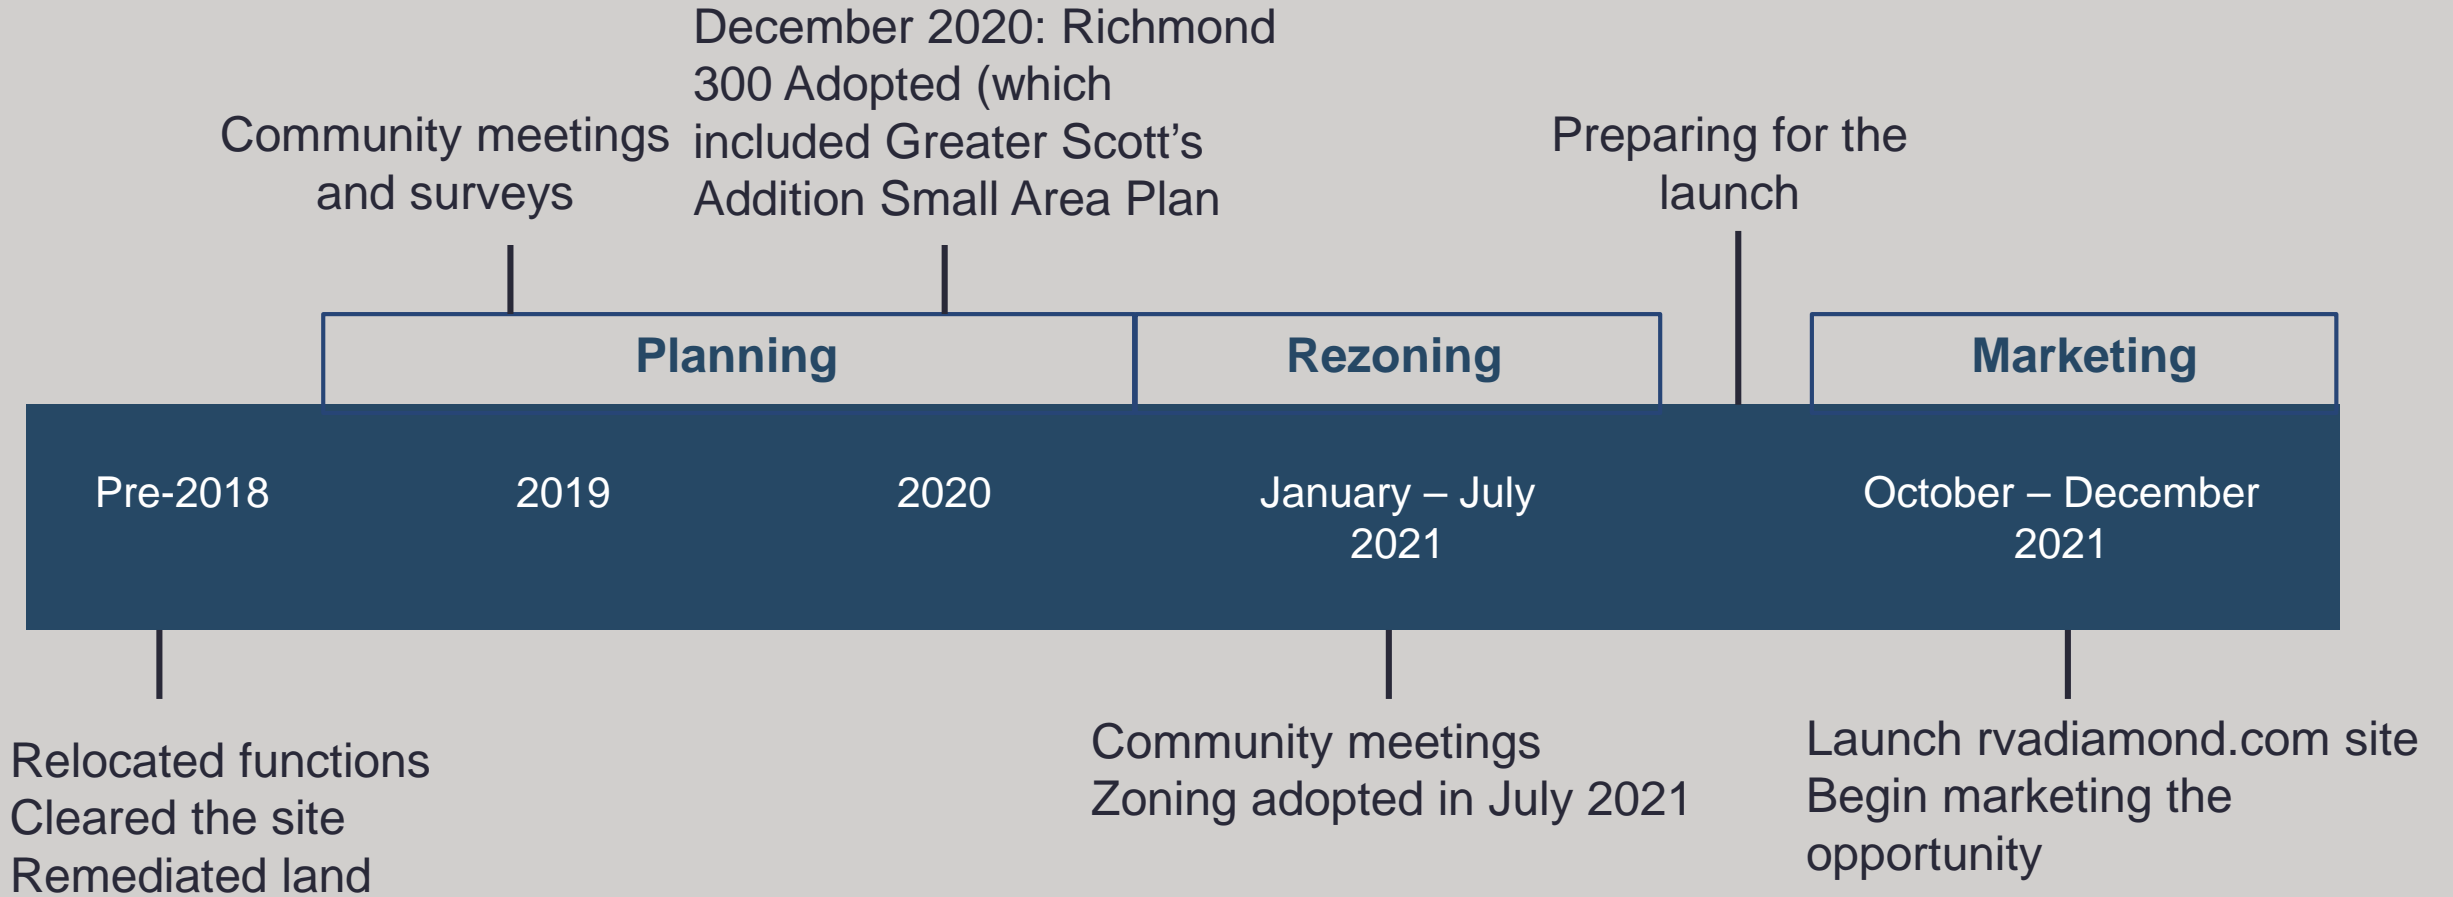 December 2020: Richmond
300 Adopted (which
included Greater Scott’s
Addition Small Area Plan
Community meetings
and surveys
Preparing for the
launch
Planning
Rezoning
Marketing
Pre-2018
2019
2020
January – July
2021
October – December
2021
Relocated functions
Cleared the site
Remediated land
Community meetings
Zoning adopted in July 2021
Launch rvadiamond.com site
Begin marketing the
opportunity